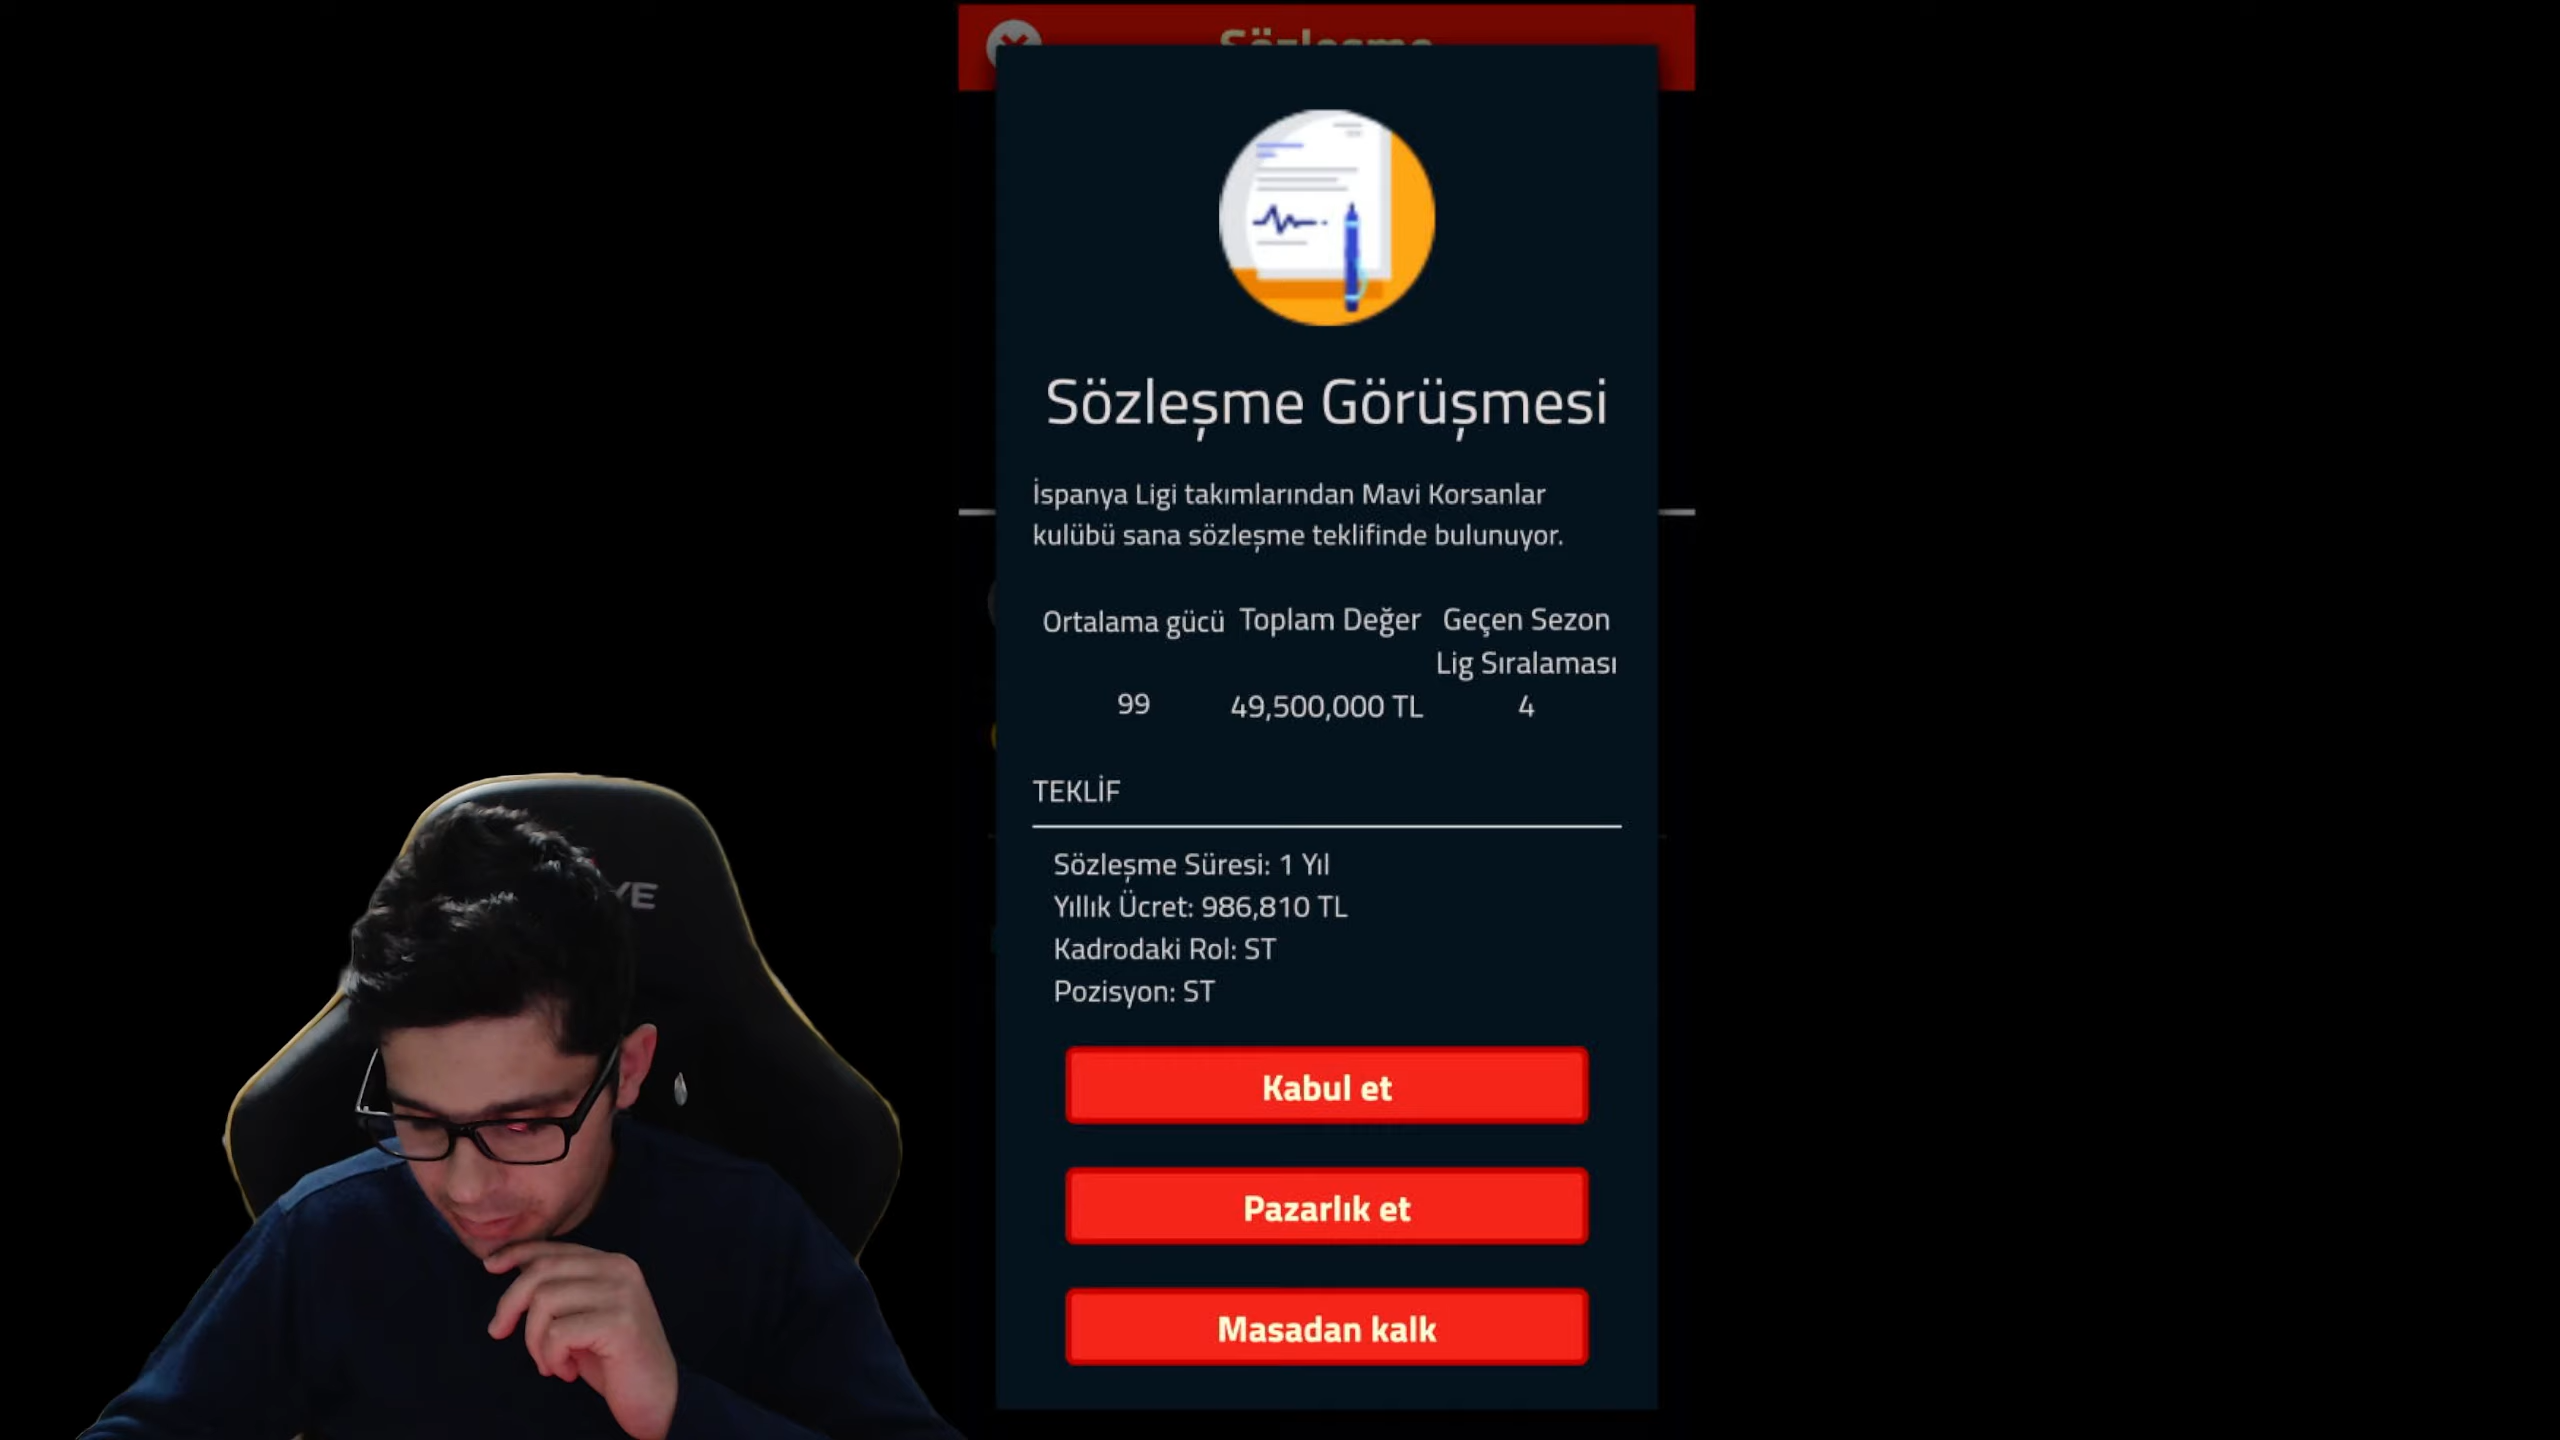 Sözleşme
Sözleşme Görüşmesi
İspanya Ligi takımlarından Mavi Korsanlar
kulübü sana sözleşme teklifinde bulunuyor.
Ortalama gücü Toplam Değer Geçen Sezon
Lig Sıralaması
99 49,500,000 TL 4
TEKLİF
Sözleşme Süresi: 1 Yıl
Yıllık Ücret: 986,810 TL
Kadrodaki Rol: ST
Pozisyon: ST
Kabul et
Pazarlık et
Masadan kalk